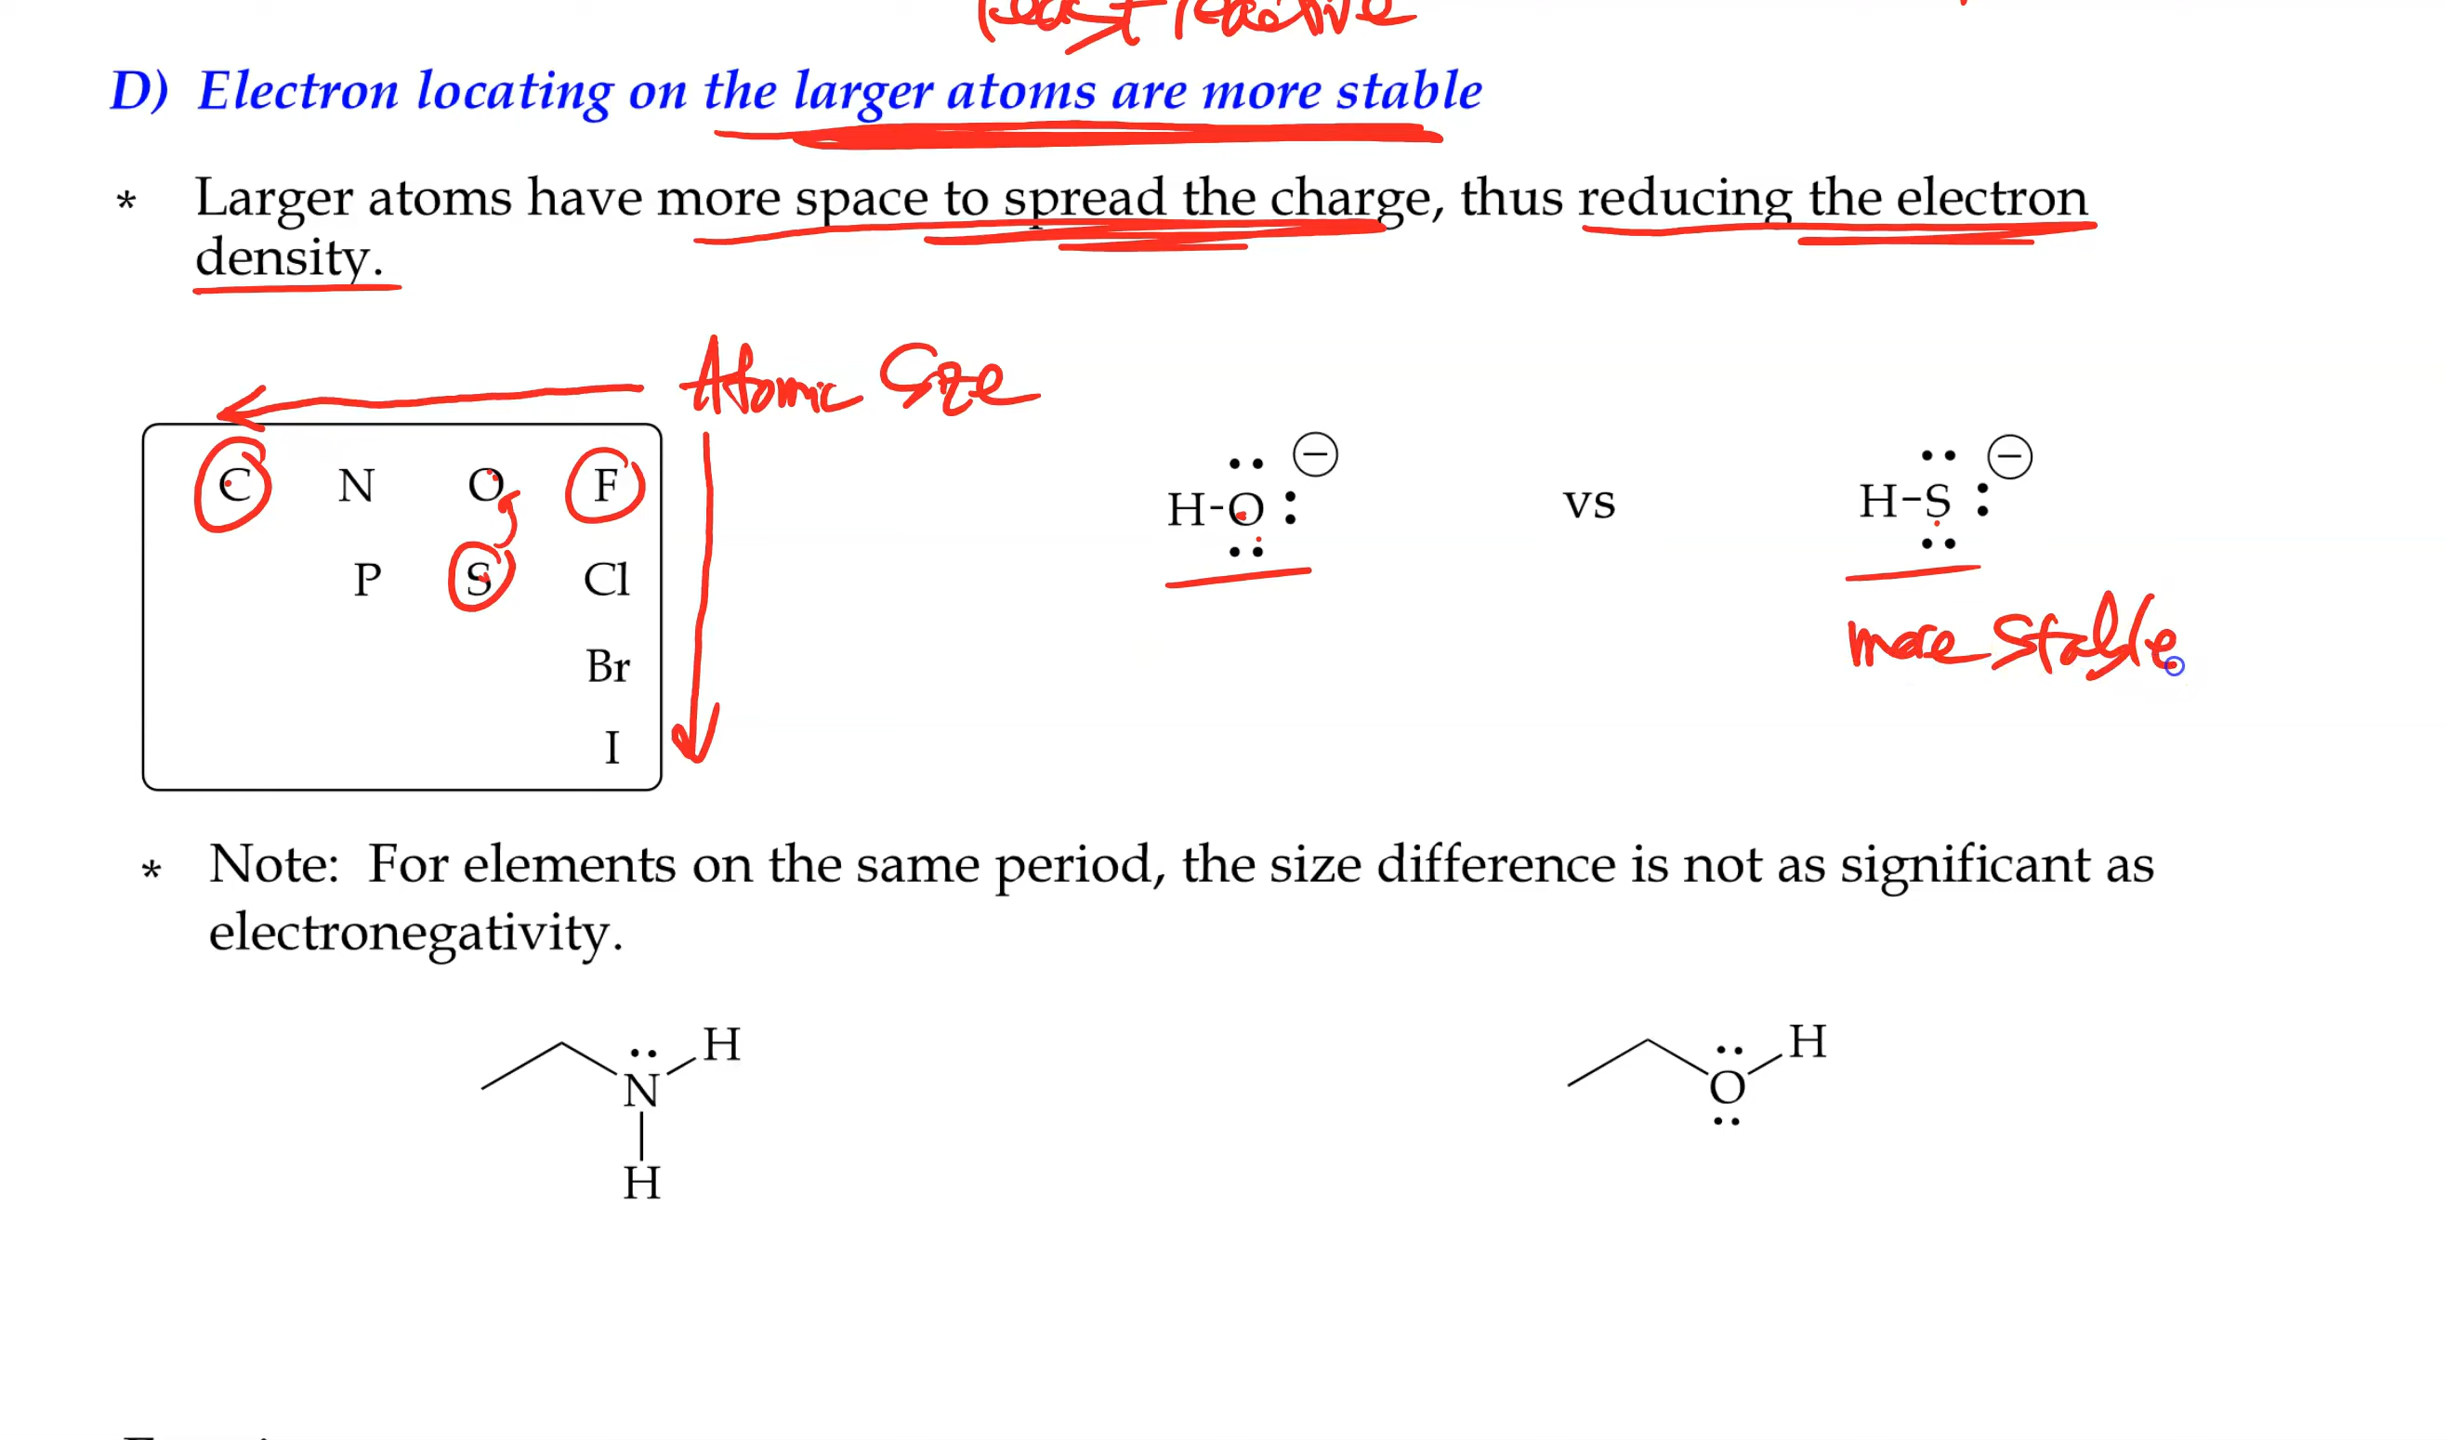 least reactive
D) Electron locating on the larger atoms are more stable
* Larger atoms have more space to spread the charge, thus reducing the electron
density.
Atomic Size
C N O F
P S Cl
Br
I
H-O:
vs
H-S:
more stable
* Note: For elements on the same period, the size difference is not as significant as
electronegativity.
N H
H
O H